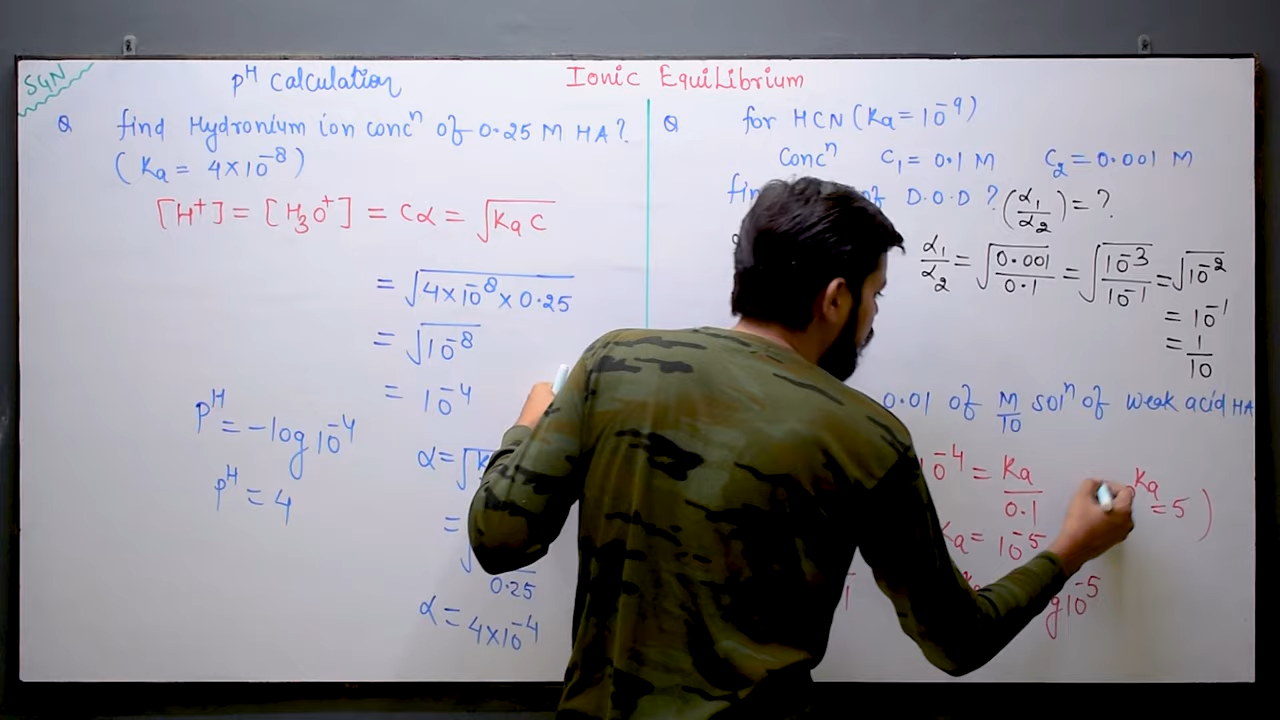 SGN
pH Calculation
Ionic Equilibrium
Q find Hydronium ion concⁿ of 0.25 M HA?
(Ka = 4×10⁻⁸)
[H⁺] = [H₃O⁺] = Cα = √(Ka C)
= √(4×10⁻⁸×0.25)
= √(10⁻⁸)
= 10⁻⁴
pH = -log 10⁻⁴
pH = 4
α = √
=
0.25
α = 4×10⁻⁴
Q for HCN (Ka = 10⁻⁹)
Concⁿ C₁ = 0.1 M C₂ = 0.001 M
of D.O.D ? (α₁/α₂) = ?
α₁/α₂ = √(0.001/0.1) = √(10⁻³/10⁻¹) = √(10⁻²)
= 10⁻¹
= 1/10
0.01 of M/10 solⁿ of weak acid HA
10⁻⁴ = Ka/0.1
Ka = 10⁻⁵
10⁻⁵
Ka = 5)